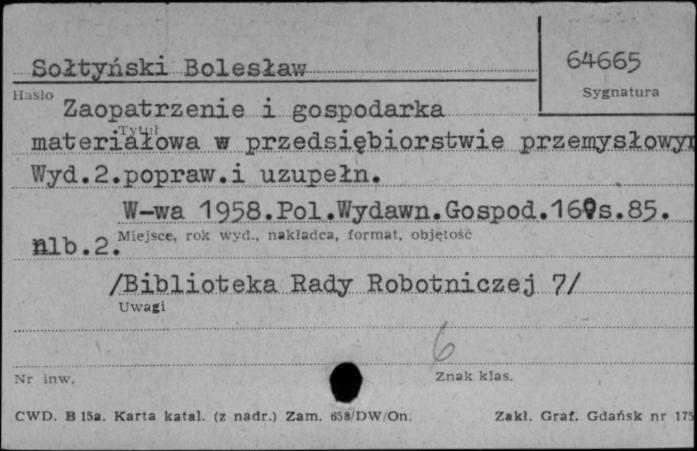 Sołtyński Bolesław
64665
Hasło
Sygnatura
Zaopatrzenie i gospodarka
Tytuł
materiałowa w przedsiębiorstwie przemysłowy
Wyd.2.popraw.i uzupełn.
W-wa 1958.Pol.Wydawn.Gospod.16°s.85.
nlb.2.
Miejsce, rok wyd., nakładca, format, objętość
/Biblioteka Rady Robotniczej 7/
Uwagi
6
Nr inw.
Znak klas.
CWD. B 15a. Karta katal. (z nadr.) Zam. 658/DW/On.
Zakł. Graf. Gdańsk nr 175